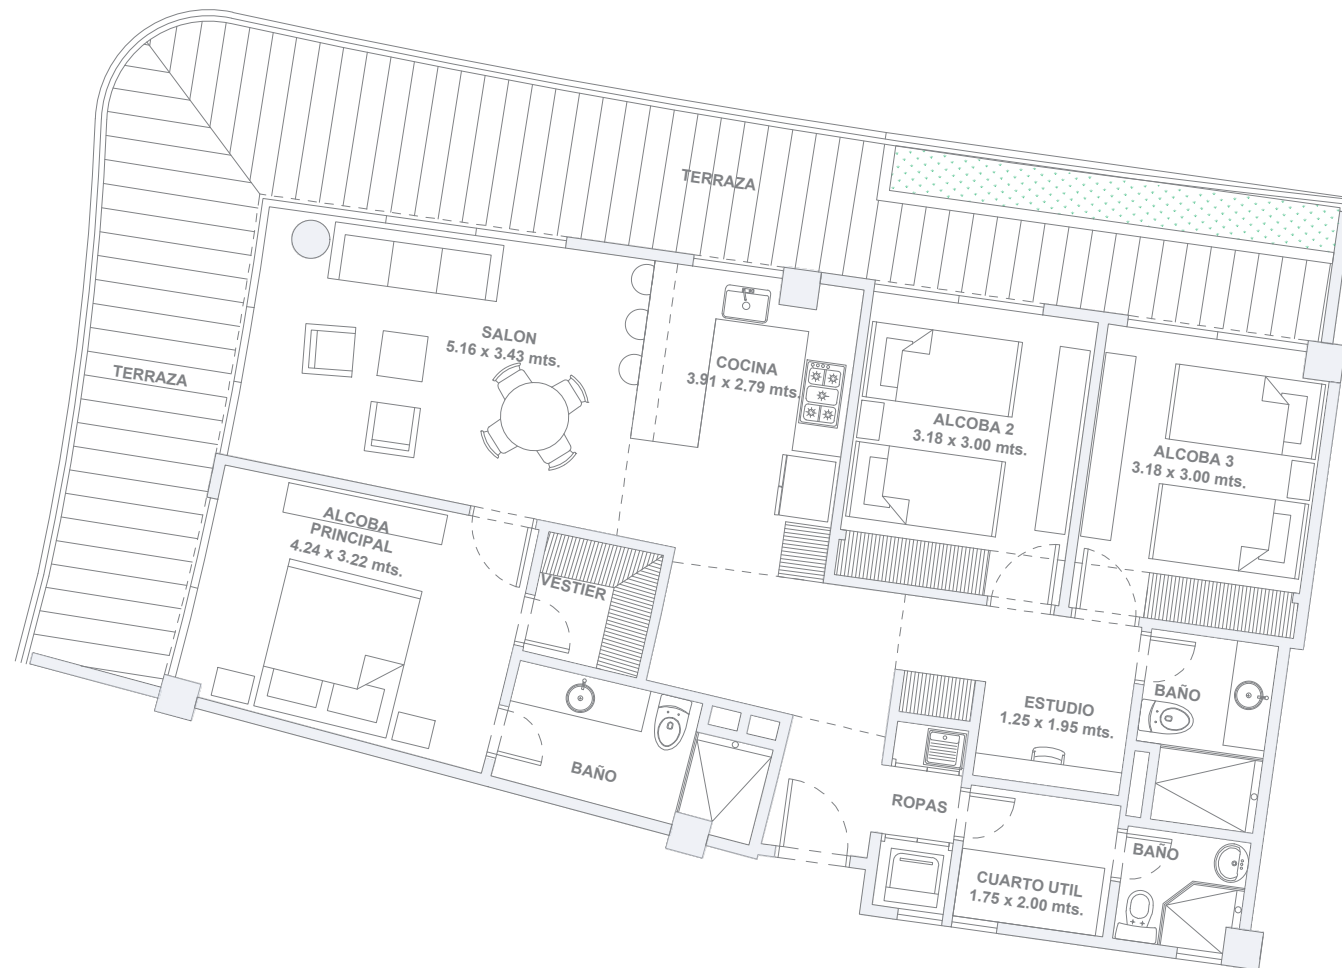 TERRAZA
TERRAZA
SALON
5.16 x 3.43 mts.
COCINA
3.91 x 2.79 mts.
ALCOBA 2
3.18 x 3.00 mts.
ALCOBA 3
3.18 x 3.00 mts.
ALCOBA
PRINCIPAL
4.24 x 3.22 mts.
VESTIER
BAÑO
ESTUDIO
1.25 x 1.95 mts.
BAÑO
ROPAS
BAÑO
CUARTO UTIL
1.75 x 2.00 mts.